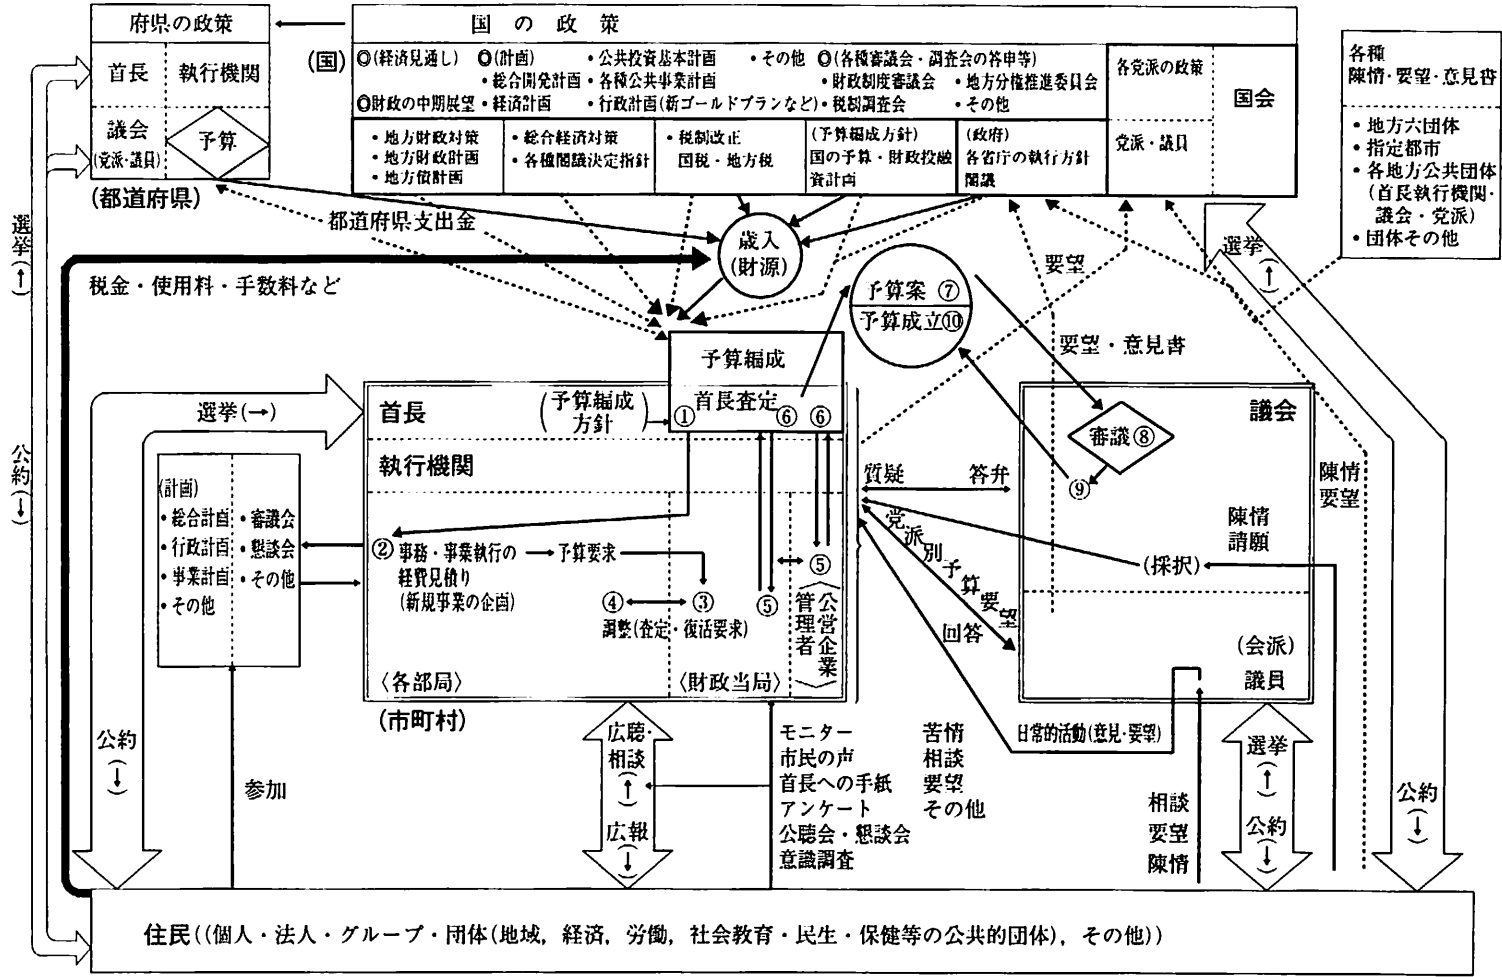 府県の政策
首長
執行機関
議会
(党派・議員)
予算
(都道府県)
国の政策
(国)
◎(経済見通し)
◎財政の中期展望
◎(計画)
・総合開発計画
・経済計画
・公共投資基本計画
・各種公共事業計画
・行政計画(新ゴールドプランなど)
・その他
◎(各種審議会・調査会の答申等)
・財政制度審議会
・税制調査会
・地方分権推進委員会
・その他
各党派の政策
党派・議員
国会
・地方財政対策
・地方財政計画
・地方債計画
・総合経済対策
・各種閣議決定指針
・税制改正
国税・地方税
(予算編成方針)
国の予算・財政投融
資計画
(政府)
各省庁の執行方針
閣議
各種
陳情・要望・意見書
・地方六団体
・指定都市
・各地方公共団体
(首長執行機関・
議会・党派)
・団体その他
選挙(↑)
公約(↓)
都道府県支出金
税金・使用料・手数料など
歳入
(財源)
予算案⑦
予算成立⑩
要望
選挙(↑)
要望・意見書
選挙(→)
公約(↓)
首長
(予算編成
方針)
予算編成
首長査定
①
⑥
⑥
執行機関
②事務・事業執行の
経費見積り
(新規事業の企画)
→予算要求
④
③
調整(査定・復活要求)
⑤
⑤
〈公営企業
管理者〉
〈各部局〉
〈財政当局〉
(市町村)
(計画)
・総合計画
・行政計画
・事業計画
・その他
・審議会
・懇談会
・その他
参加
質疑
答弁
党派別予算要望
回答
議会
審議⑧
⑨
陳情
請願
(採択)
(会派)
議員
陳情
要望
広聴・
相談
(↑)
広報
(↓)
モニター
市民の声
首長への手紙
アンケート
公聴会・懇談会
意識調査
苦情
相談
要望
その他
日常的活動(意見・要望)
相談
要望
陳情
選挙
(↑)
公約
(↓)
公約
(↓)
住民((個人・法人・グループ・団体(地域,経済,労働,社会教育・民生・保健等の公共的団体),その他))